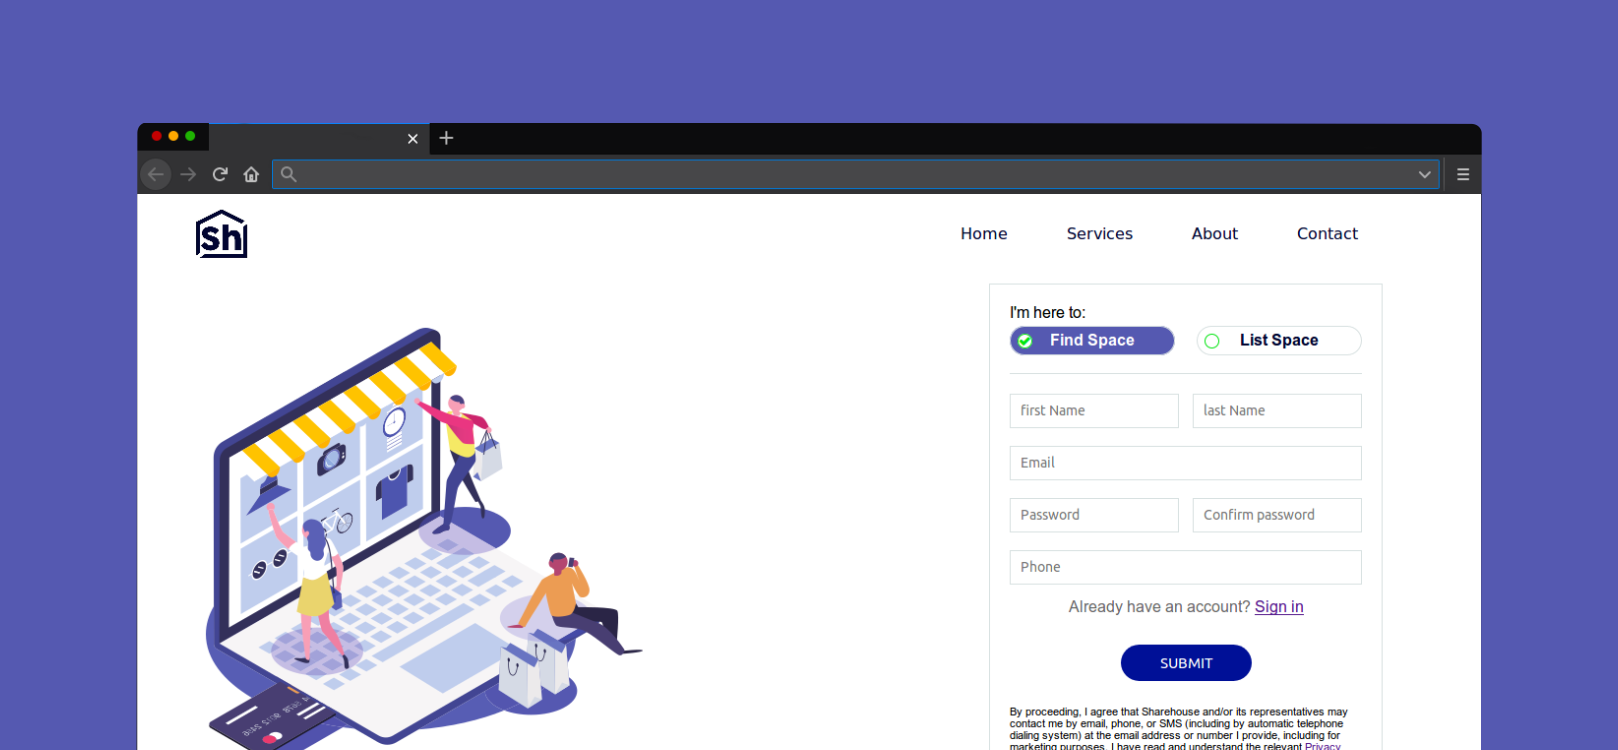 sh
Home Services About Contact
I'm here to:
Find Space List Space
first Name last Name
Email
Password Confirm password
Phone
Already have an account? Sign in
SUBMIT
By proceeding, I agree that Sharehouse and/or its representatives may
contact me by email, phone, or SMS (including by automatic telephone
dialing system) at the email address or number I provide, including for
marketing purposes. I have read and understand the relevant Privacy